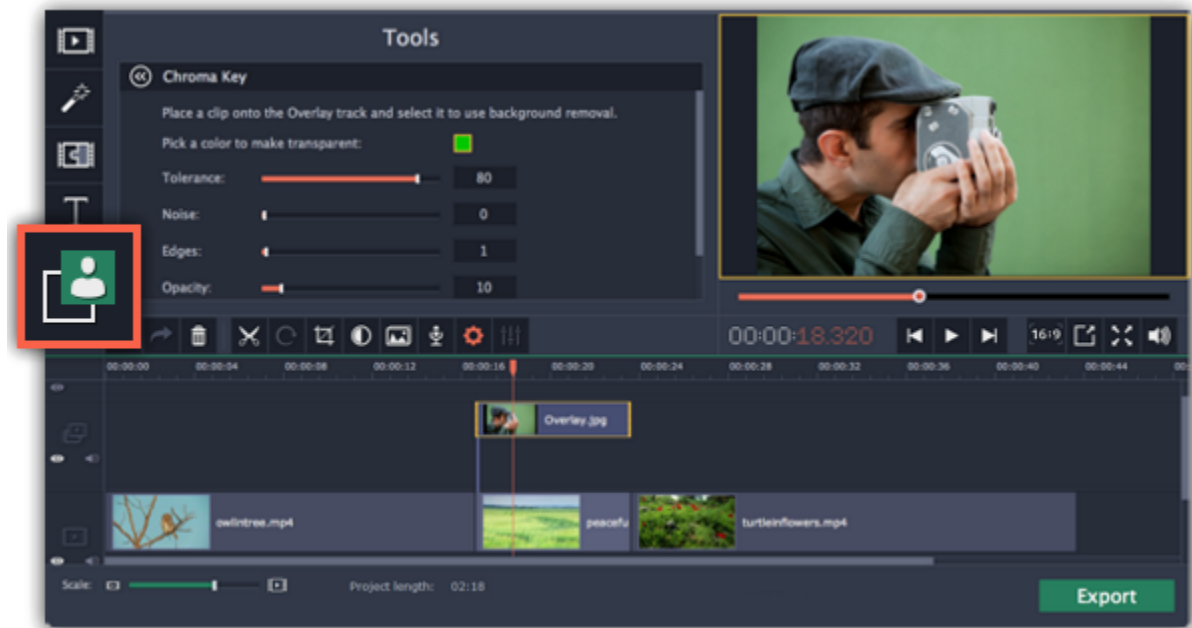 Tools
Chroma Key
Place a clip onto the Overlay track and select it to use background removal.
Pick a color to make transparent:
Tolerance: 80
Noise: 0
Edges: 1
Opacity: 10
T
00:00:18.320 16:9
00:00:00 00:00:04 00:00:08 00:00:12 00:00:16 00:00:20 00:00:24 00:00:28 00:00:32 00:00:36 00:00:40 00:00:44 00:
Overlay.jpg
owlintree.mp4 peacefu turtleinflowers.mp4
Scale: Project length: 02:18
Export